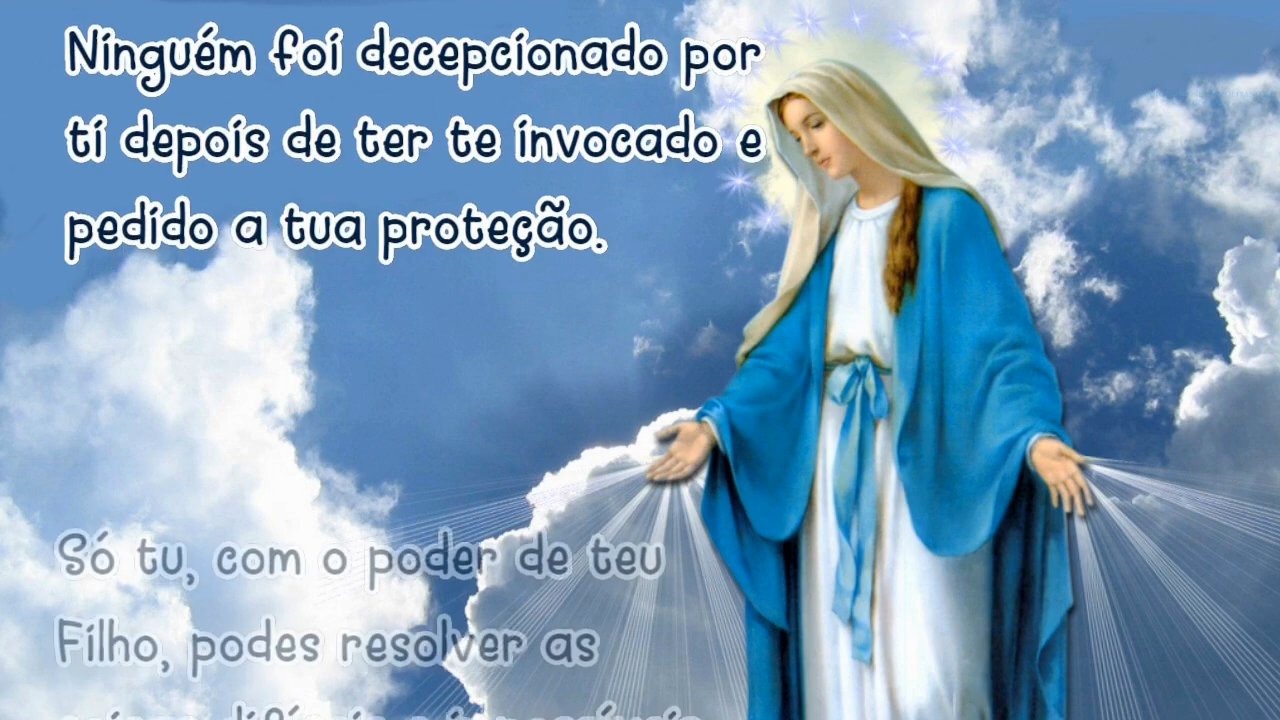 Ninguém foi decepcionado por
ti depois de ter te invocado e
pedido a tua proteção.
Só tu, com o poder de teu
Filho, podes resolver as